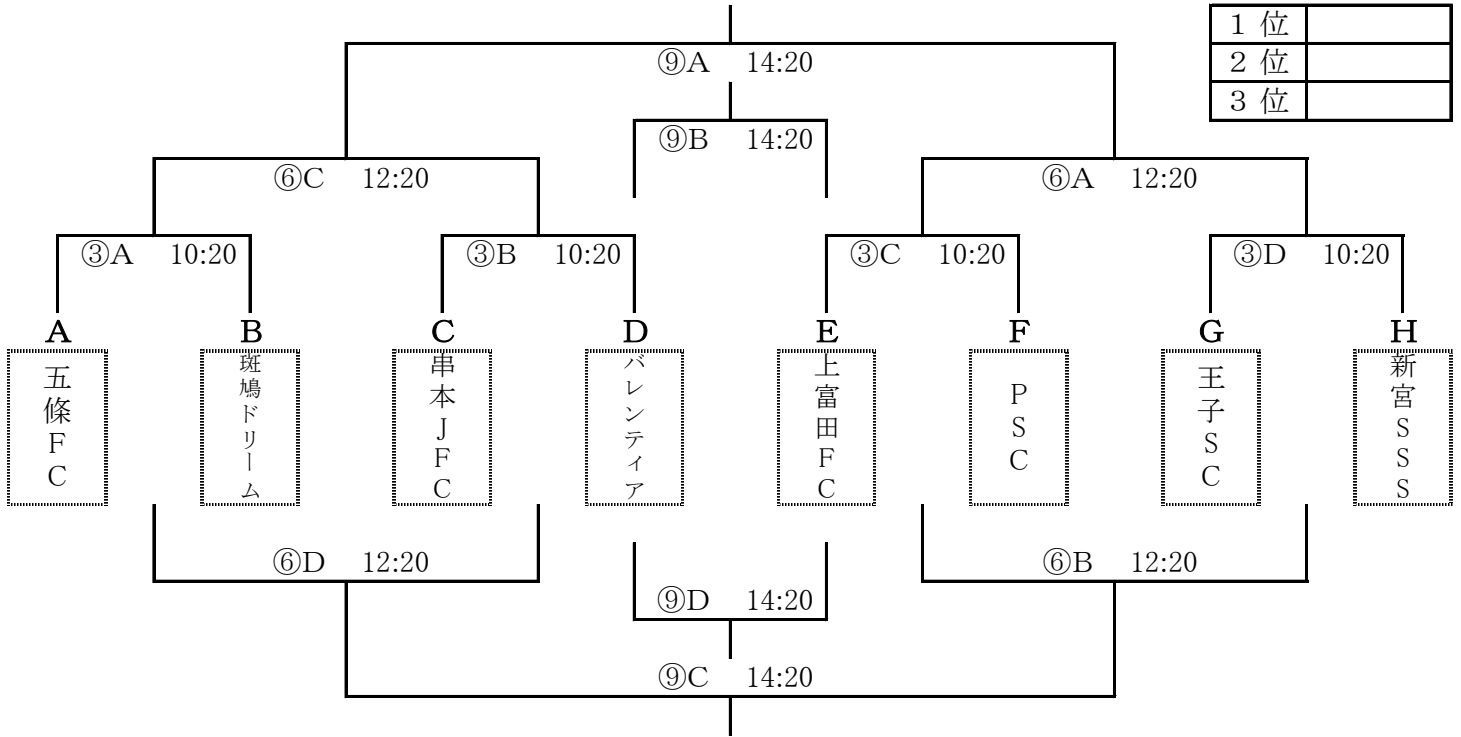 1 位
2 位
3 位
⑨A 14:20
⑨B 14:20
⑥C 12:20
⑥A 12:20
③A 10:20
③B 10:20
③C 10:20
③D 10:20
A
B
C
D
E
F
G
H
五條FC
斑鳩ドリーム
串本JFC
バレンティア
上富田FC
PSC
王子SC
新宮SSS
⑥D 12:20
⑥B 12:20
⑨D 14:20
⑨C 14:20